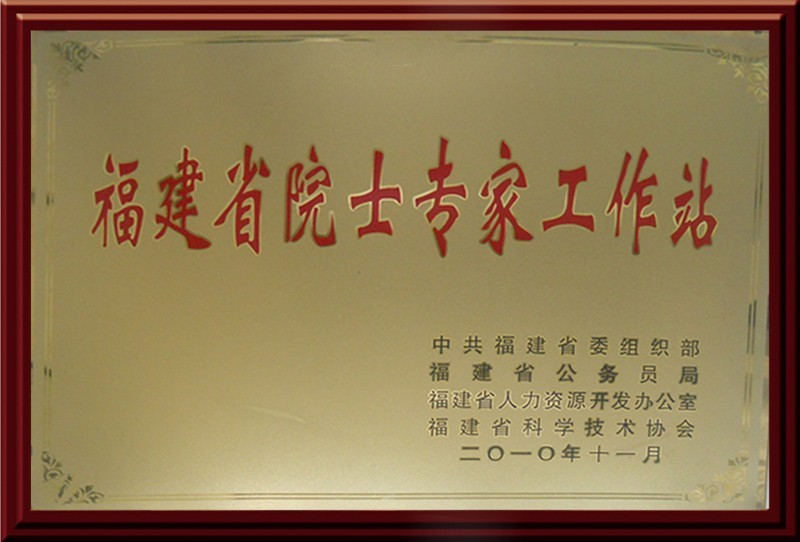 福建省院士专家工作站
中共福建省委组织部
福建省公务员局
福建省人力资源开发办公室
福建省科学技术协会
二〇一〇年十一月